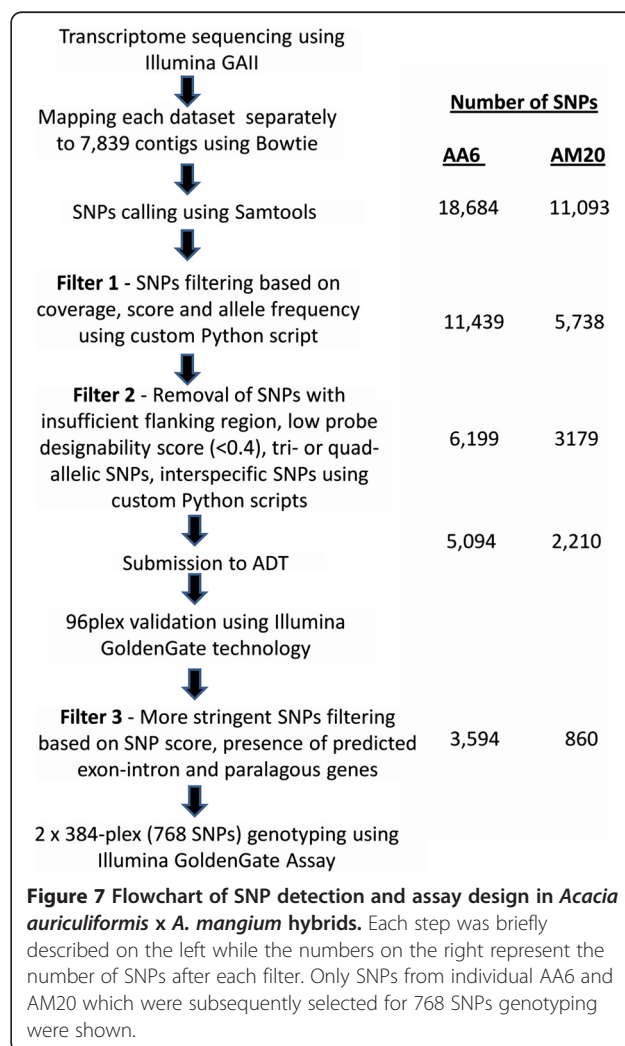 Transcriptome sequencing using
Illumina GAII
Mapping each dataset separately
to 7,839 contigs using Bowtie
Number of SNPs
AA6 AM20
SNPs calling using Samtools 18,684 11,093
Filter 1 - SNPs filtering based on
coverage, score and allele frequency
using custom Python script
11,439 5,738
Filter 2 - Removal of SNPs with
insufficient flanking region, low probe
designability score (<0.4), tri- or quad-
allelic SNPs, interspecific SNPs using
custom Python scripts
6,199 3179
Submission to ADT
5,094 2,210
96plex validation using Illumina
GoldenGate technology
Filter 3 - More stringent SNPs filtering
based on SNP score, presence of predicted
exon-intron and paralagous genes
3,594 860
2 x 384-plex (768 SNPs) genotyping using
Illumina GoldenGate Assay
Figure 7 Flowchart of SNP detection and assay design in Acacia
auriculiformis x A. mangium hybrids. Each step was briefly
described on the left while the numbers on the right represent the
number of SNPs after each filter. Only SNPs from individual AA6 and
AM20 which were subsequently selected for 768 SNPs genotyping
were shown.